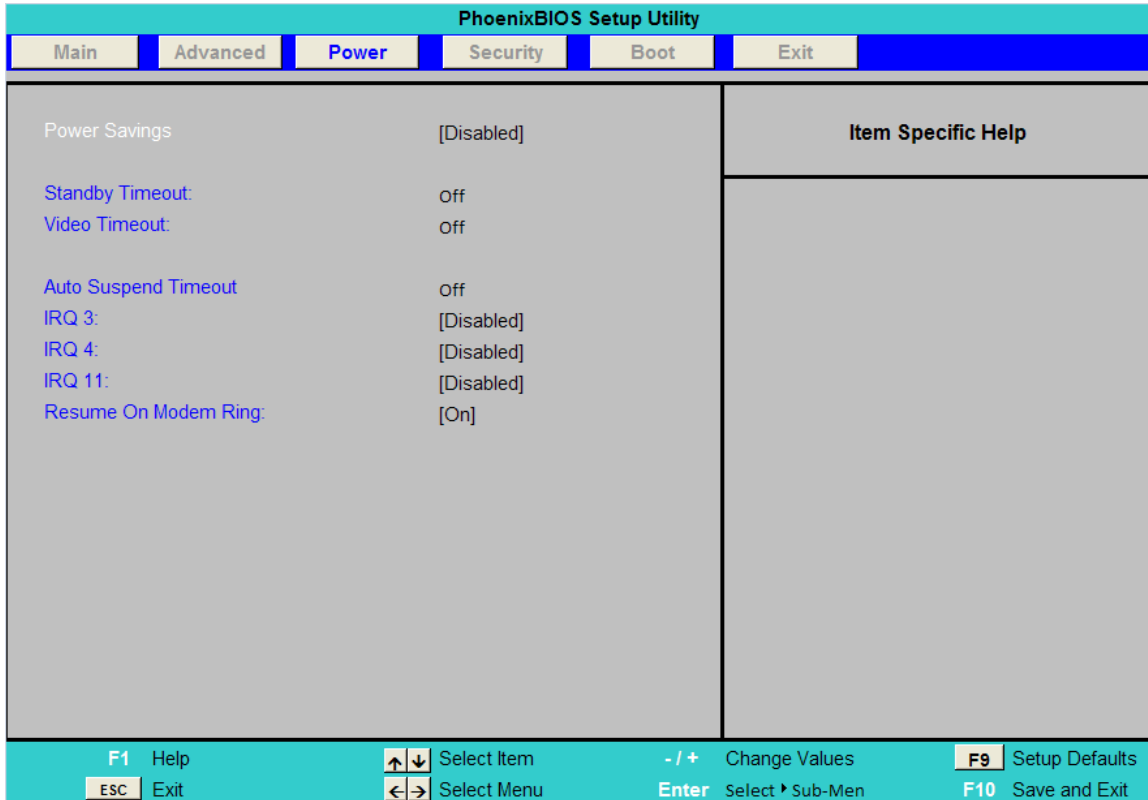 PhoenixBIOS Setup Utility
Main Advanced Power Security Boot Exit
Power Savings [Disabled]
Item Specific Help
Standby Timeout: Off
Video Timeout: Off
Auto Suspend Timeout Off
IRQ 3: [Disabled]
IRQ 4: [Disabled]
IRQ 11: [Disabled]
Resume On Modem Ring: [On]
F1 Help ↑↓ Select Item - / + Change Values F9 Setup Defaults
ESC Exit ←→ Select Menu Enter Select ▸ Sub-Men F10 Save and Exit